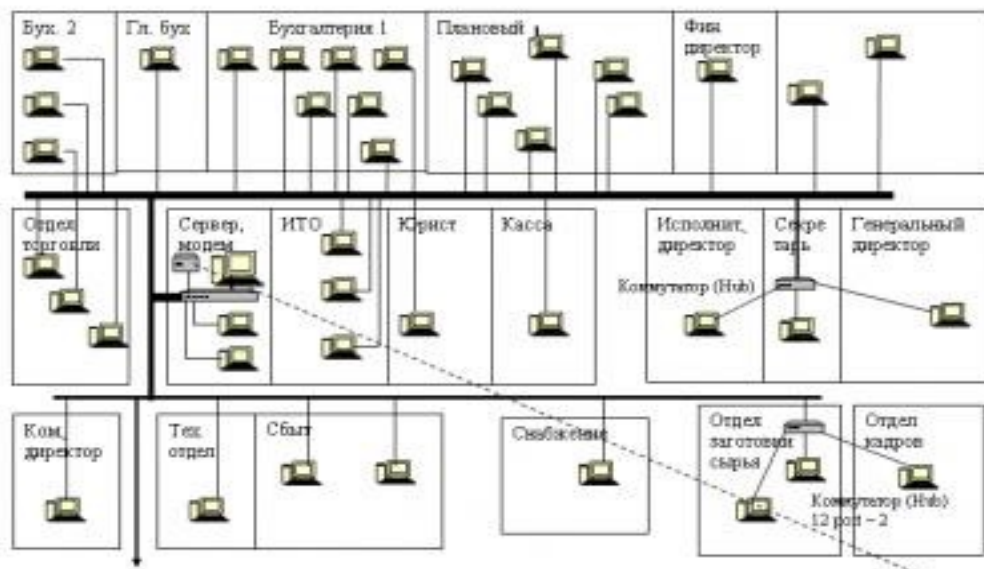 Бух. 2
Гл. бух
Бухгалтерия 1
Плановый
Фин.
директор
Отдел
торговли
Сервер,
модем
ИТО
Юрист
Касса
Исполнит,
директор
Секре
тарь
Генеральный
директор
Коммутатор (Hub)
Ком,
директор
Тех.
отдел
Сбыт
Снабжение
Отдел
заготовки
сырья
Отдел
кадров
Коммутатор (Hub)
12 port – 2